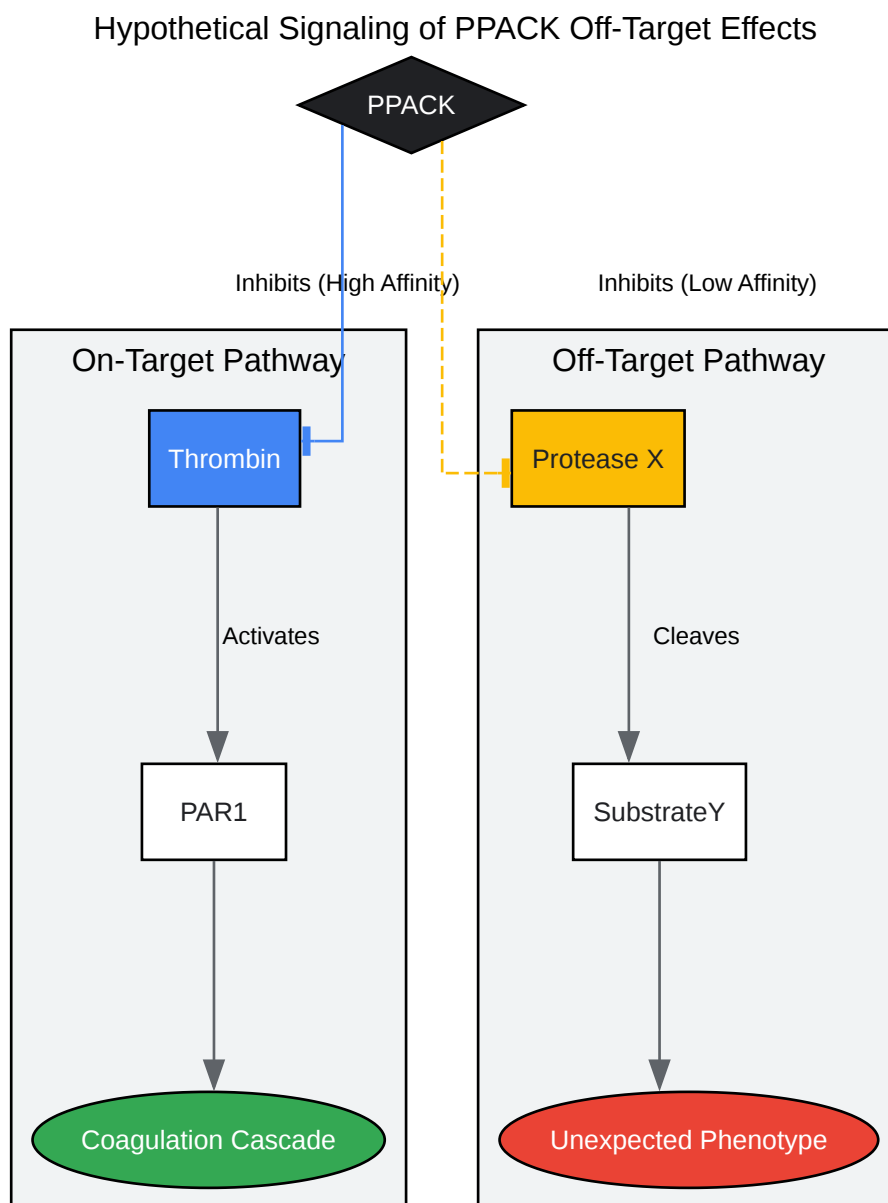 Hypothetical Signaling of PPACK Off-Target Effects
PPACK
Inhibits (High Affinity)
Inhibits (Low Affinity)
On-Target Pathway
Off-Target Pathway
Thrombin
Protease X
Activates
Cleaves
PAR1
SubstrateY
Coagulation Cascade
Unexpected Phenotype